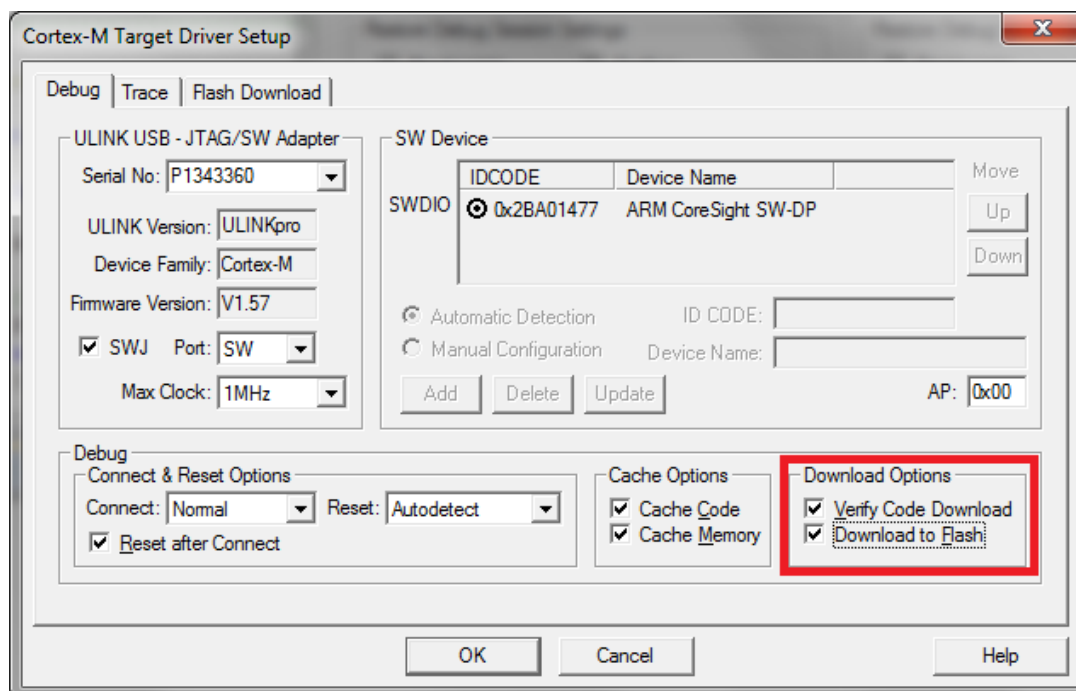 Cortex-M Target Driver Setup
Debug Trace Flash Download
ULINK USB - JTAG/SW Adapter
Serial No: P1343360
ULINK Version: ULINKpro
Device Family: Cortex-M
Firmware Version: V1.57
SWJ Port: SW
Max Clock: 1MHz
SW Device
IDCODE Device Name
SWDIO 0x2BA01477 ARM CoreSight SW-DP
Move
Up
Down
Automatic Detection ID CODE:
Manual Configuration Device Name:
Add Delete Update AP: 0x00
Debug
Connect & Reset Options
Connect: Normal Reset: Autodetect
Reset after Connect
Cache Options
Cache Code
Cache Memory
Download Options
Verify Code Download
Download to Flash
OK Cancel Help